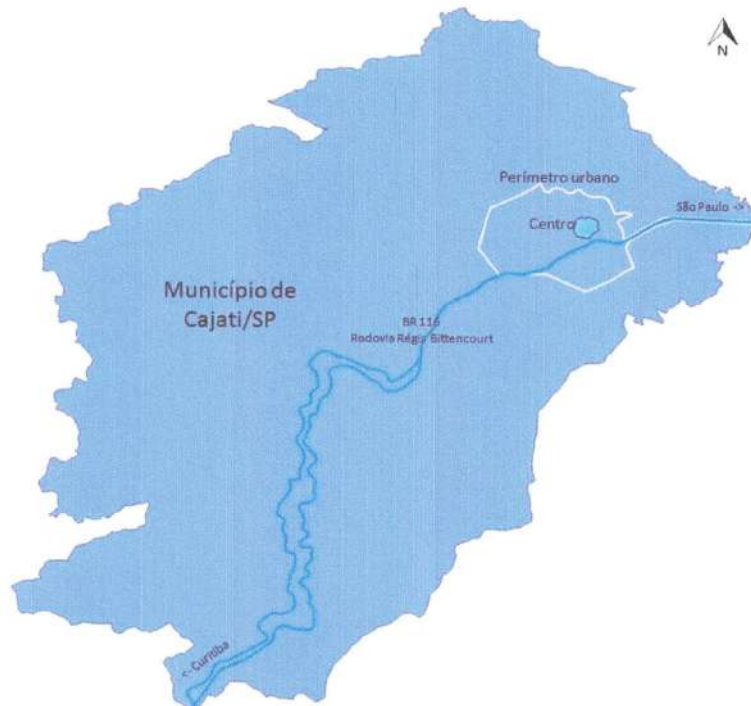 N
Perímetro urbano
São Paulo ->
Centro
Município de
Cajati/SP
BR 116
Rodovia Régis Bittencourt
<- Curitiba